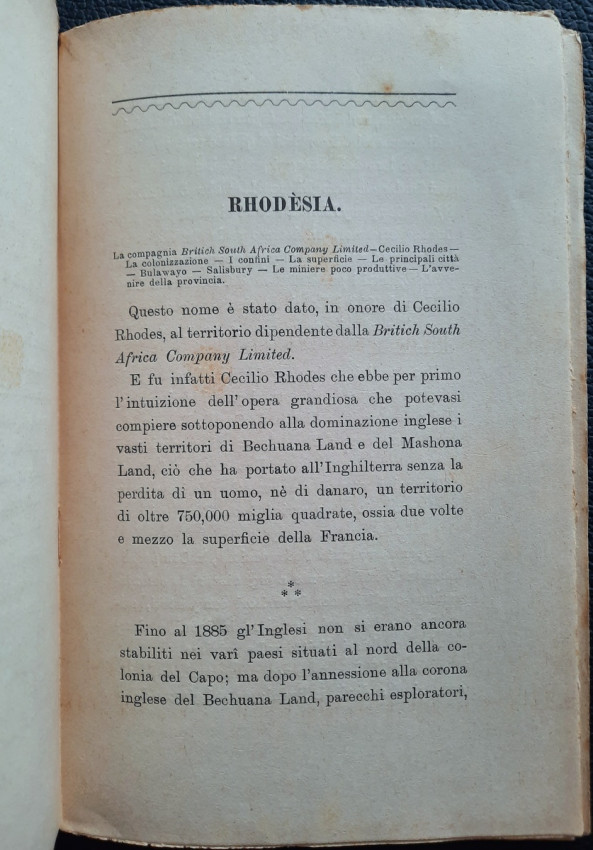 RHODÈSIA.
La compagnia Britich South Africa Company Limited—Cecilio Rhodes—
La colonizzazione — I confini — La superficie — Le principali città
— Bulawayo — Salisbury — Le miniere poco produttive — L'avve-
nire della provincia.
Questo nome è stato dato, in onore di Cecilio
Rhodes, al territorio dipendente dalla Britich South
Africa Company Limited.
E fu infatti Cecilio Rhodes che ebbe per primo
l'intuizione dell'opera grandiosa che potevasi
compiere sottoponendo alla dominazione inglese i
vasti territori di Bechuana Land e del Mashona
Land, ciò che ha portato all'Inghilterra senza la
perdita di un uomo, nè di danaro, un territorio
di oltre 750,000 miglia quadrate, ossia due volte
e mezzo la superficie della Francia.
*
* *
Fino al 1885 gl'Inglesi non si erano ancora
stabiliti nei vari paesi situati al nord della co-
lonia del Capo; ma dopo l'annessione alla corona
inglese del Bechuana Land, parecchi esploratori,